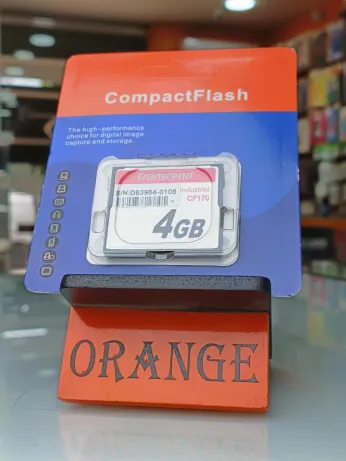 CompactFlash
The high-performance
choice for digital image
capture and storage.
Transcend
S/N:D63964-0108 Industrial
CF170
4GB
ORANGE